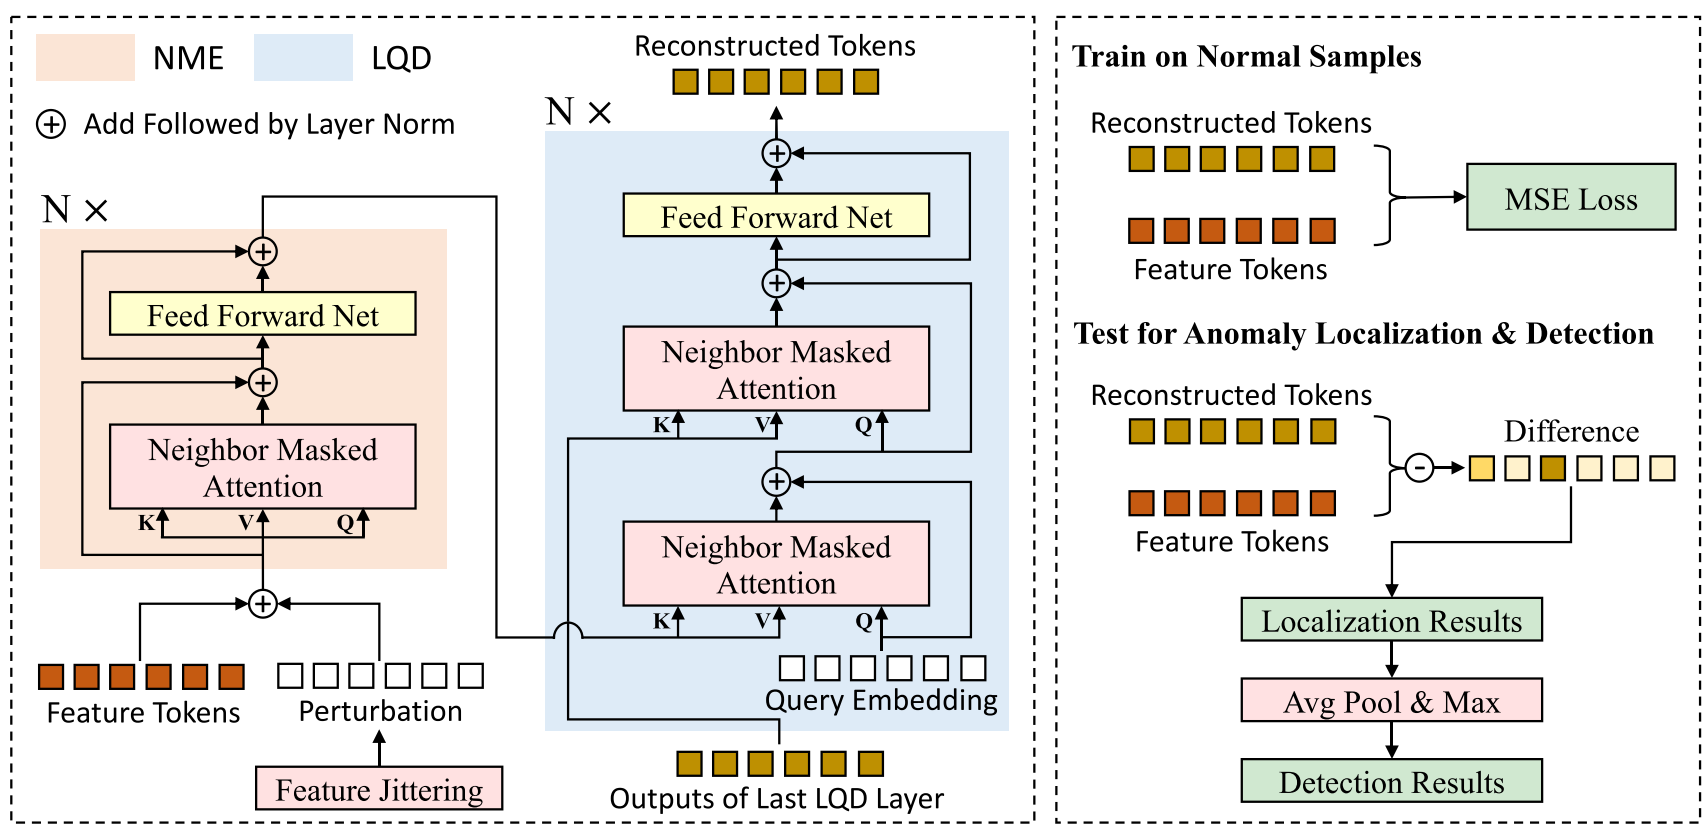 NME
LQD
Add Followed by Layer Norm
N ×
Feed Forward Net
Neighbor Masked
Attention
K
V
Q
Feature Tokens
Perturbation
Feature Jittering
Reconstructed Tokens
N ×
Feed Forward Net
Neighbor Masked
Attention
K
V
Q
Neighbor Masked
Attention
K
V
Q
Query Embedding
Outputs of Last LQD Layer
Train on Normal Samples
Reconstructed Tokens
MSE Loss
Feature Tokens
Test for Anomaly Localization & Detection
Reconstructed Tokens
Difference
-
Feature Tokens
Localization Results
Avg Pool & Max
Detection Results